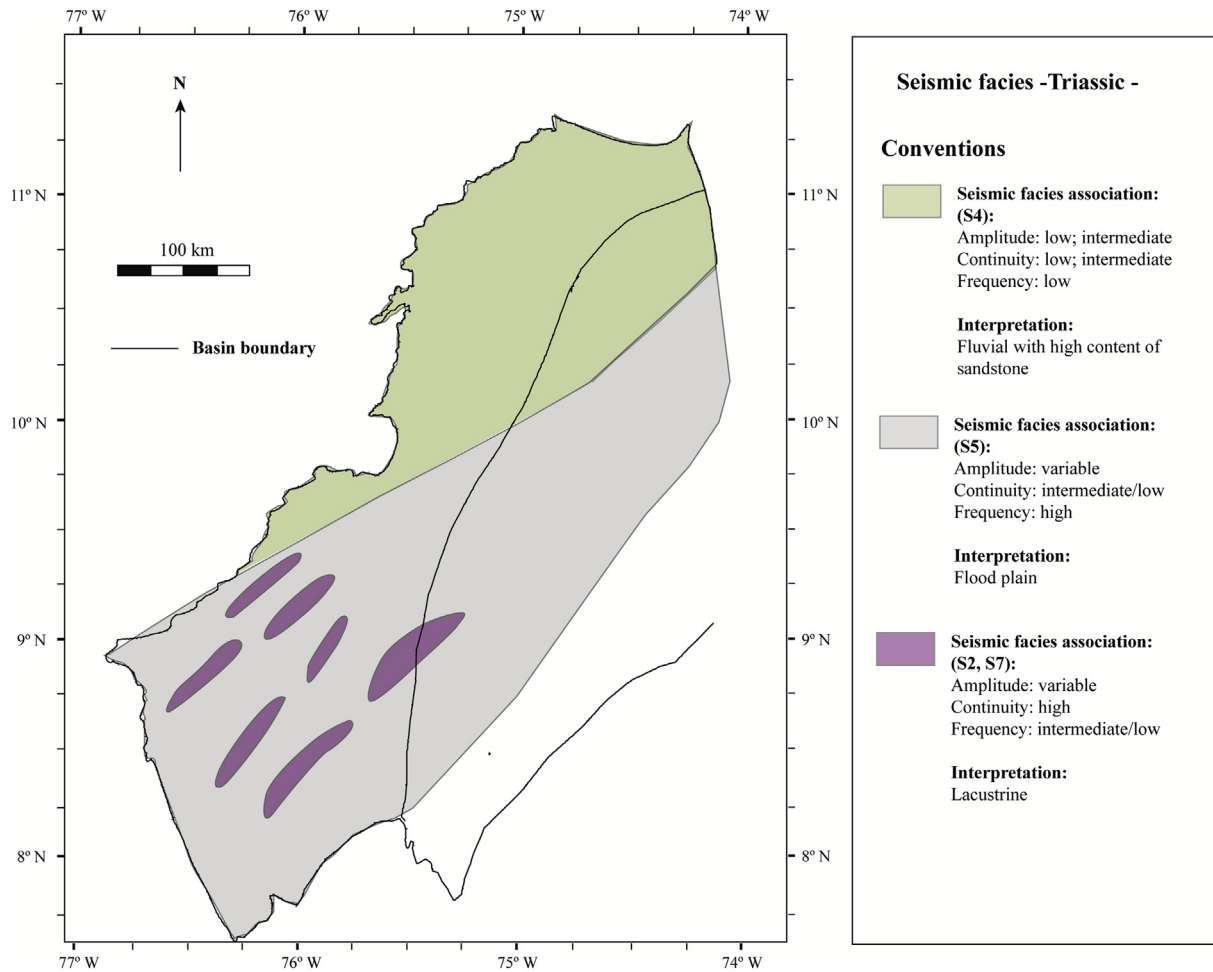 77º W 76º W 75º W 74º W
N
11º N 11º N
100 km
Basin boundary
10º N 10º N
9º N 9º N
8º N 8º N
77º W 76º W 75º W 74º W
Seismic facies -Triassic -
Conventions
Seismic facies association:
(S4):
Amplitude: low; intermediate
Continuity: low; intermediate
Frequency: low
Interpretation:
Fluvial with high content of
sandstone
Seismic facies association:
(S5):
Amplitude: variable
Continuity: intermediate/low
Frequency: high
Interpretation:
Flood plain
Seismic facies association:
(S2, S7):
Amplitude: variable
Continuity: high
Frequency: intermediate/low
Interpretation:
Lacustrine